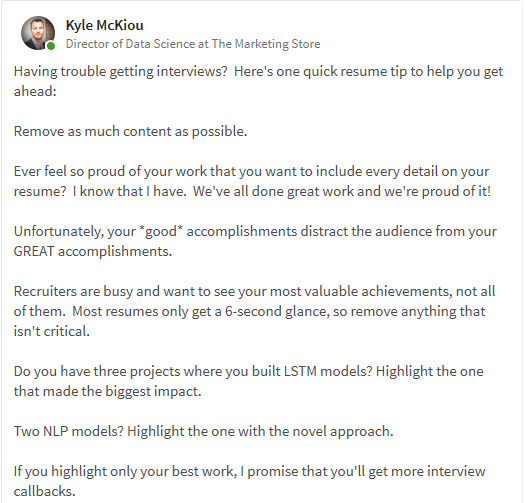 Kyle McKiou
Director of Data Science at The Marketing Store
Having trouble getting interviews?  Here's one quick resume tip to help you get
ahead:
Remove as much content as possible.
Ever feel so proud of your work that you want to include every detail on your
resume?  I know that I have.  We've all done great work and we're proud of it!
Unfortunately, your *good* accomplishments distract the audience from your
GREAT accomplishments.
Recruiters are busy and want to see your most valuable achievements, not all
of them.  Most resumes only get a 6-second glance, so remove anything that
isn't critical.
Do you have three projects where you built LSTM models? Highlight the one
that made the biggest impact.
Two NLP models? Highlight the one with the novel approach.
If you highlight only your best work, I promise that you'll get more interview
callbacks.